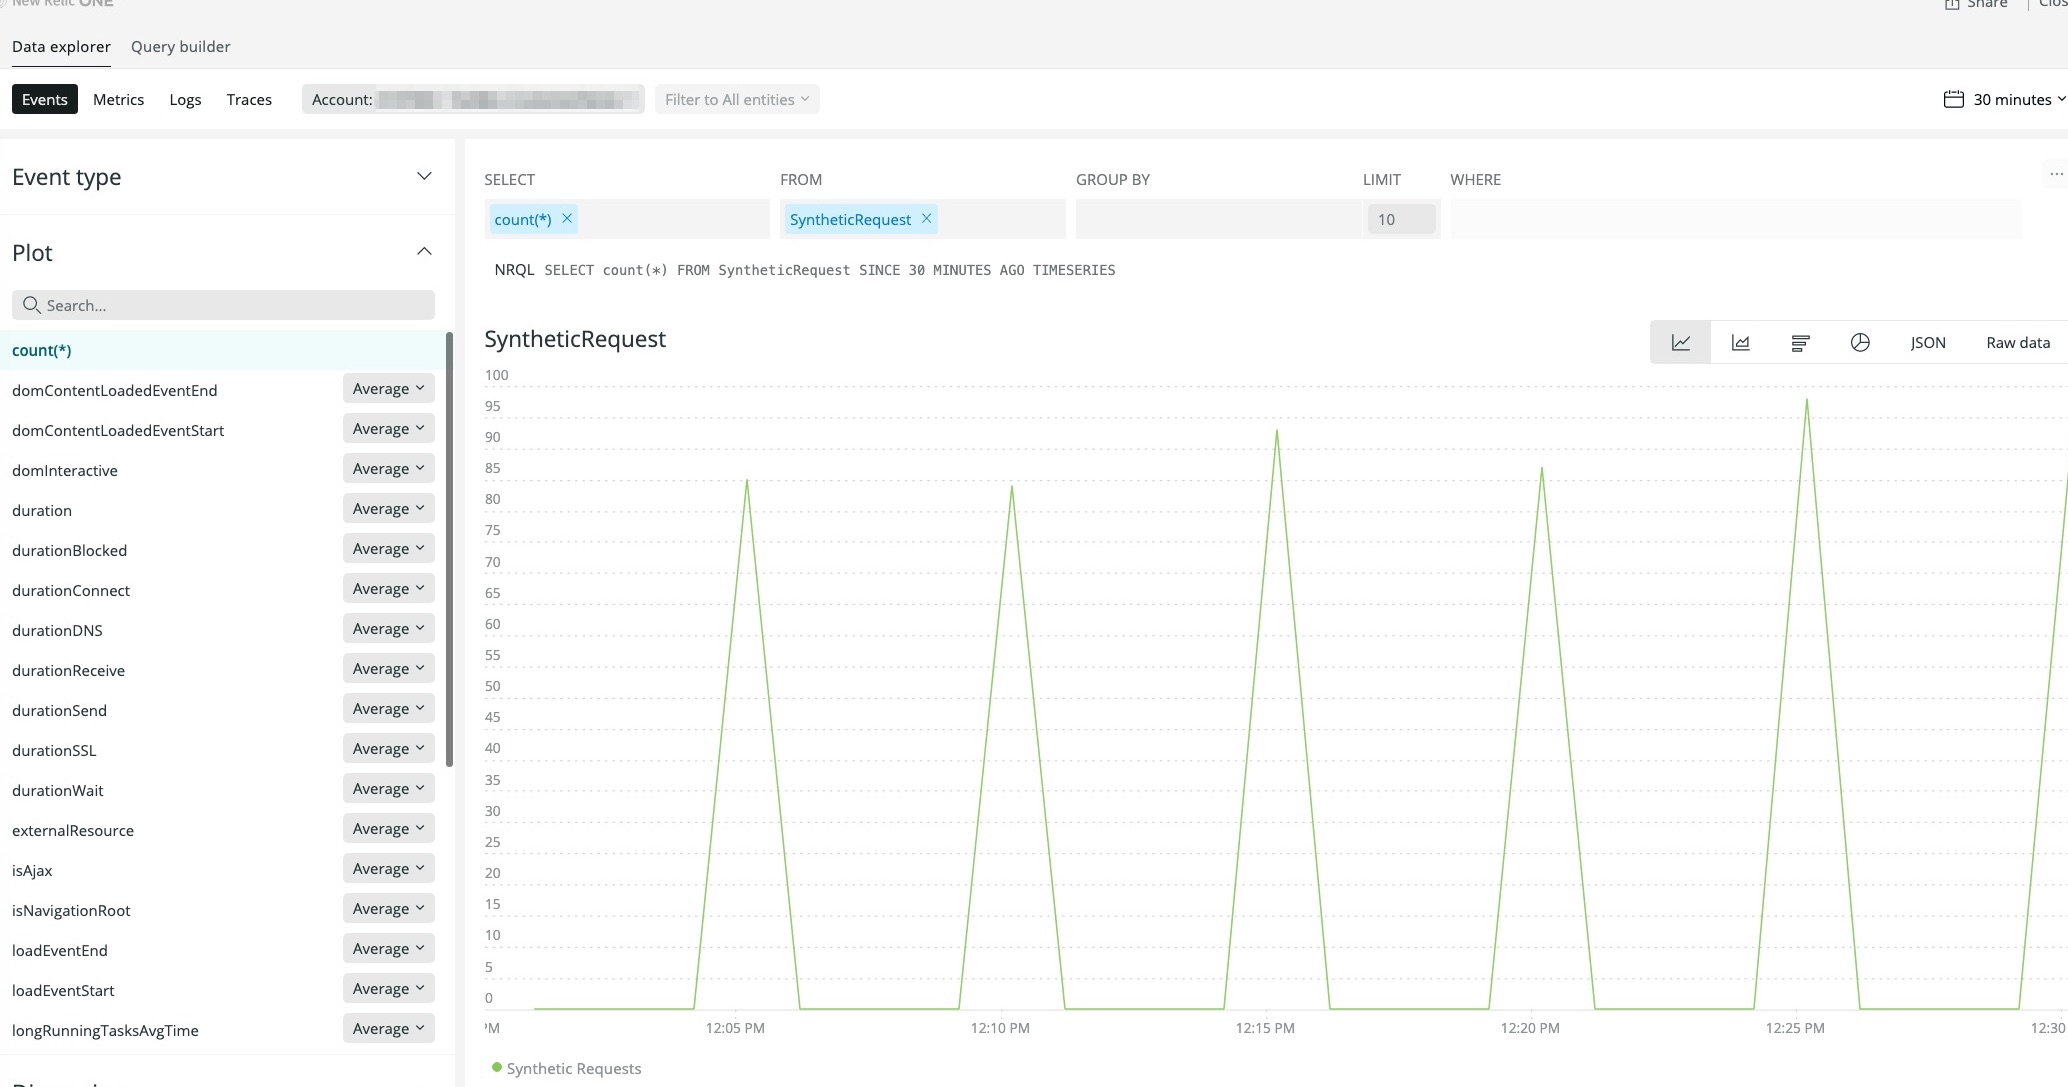 New Relic ONE
Share
Data explorer Query builder
Events Metrics Logs Traces Account: Filter to All entities 30 minutes
Event type
Plot
Search...
count(*)
domContentLoadedEventEnd Average
domContentLoadedEventStart Average
domInteractive Average
duration Average
durationBlocked Average
durationConnect Average
durationDNS Average
durationReceive Average
durationSend Average
durationSSL Average
durationWait Average
externalResource Average
isAjax Average
isNavigationRoot Average
loadEventEnd Average
loadEventStart Average
longRunningTasksAvgTime Average
SELECT FROM GROUP BY LIMIT WHERE
count(*) × SyntheticRequest × 10
...
NRQL SELECT count(*) FROM SyntheticRequest SINCE 30 MINUTES AGO TIMESERIES
SyntheticRequest
JSON Raw data
100
95
90
85
80
75
70
65
60
55
50
45
40
35
30
25
20
15
10
5
0
PM 12:05 PM 12:10 PM 12:15 PM 12:20 PM 12:25 PM 12:30
Synthetic Requests